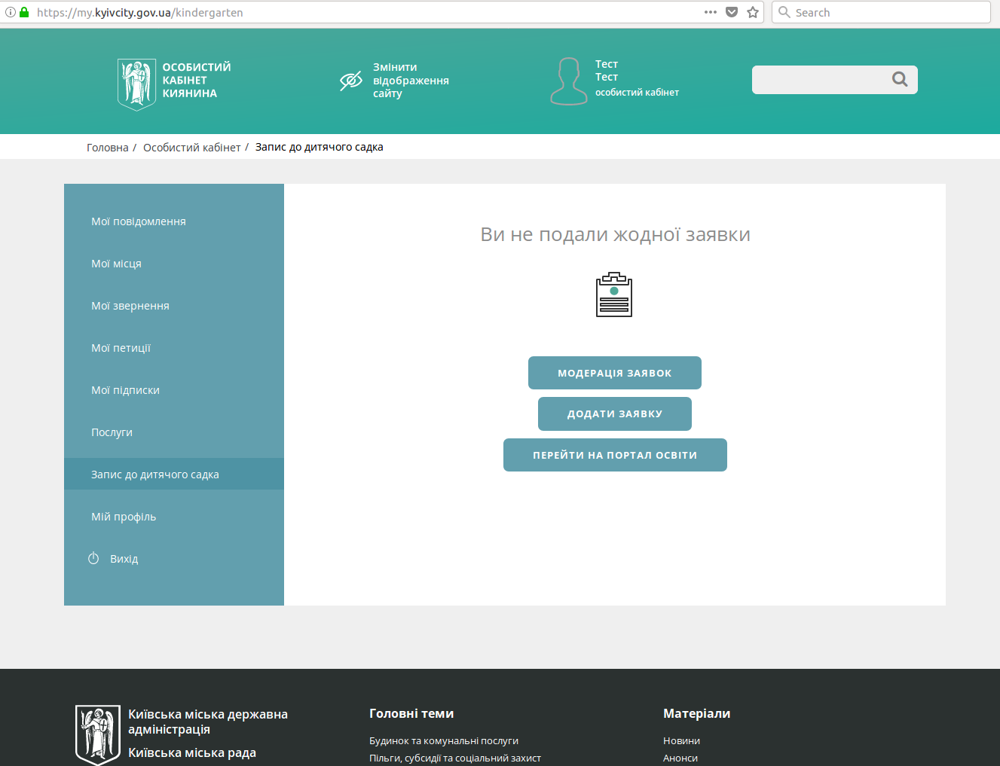 https://my.kyivcity.gov.ua/kindergarten
Search
ОСОБИСТИЙ
КАБІНЕТ
КИЯНИНА
Змінити
відображення
сайту
Тест
Тест
особистий кабінет
Головна / Особистий кабінет / Запис до дитячого садка
Мої повідомлення
Мої місця
Мої звернення
Мої петиції
Мої підписки
Послуги
Запис до дитячого садка
Мій профіль
Вихід
Ви не подали жодної заявки
МОДЕРАЦІЯ ЗАЯВОК
ДОДАТИ ЗАЯВКУ
ПЕРЕЙТИ НА ПОРТАЛ ОСВІТИ
Київська міська державна
адміністрація
Київська міська рада
Головні теми
Будинок та комунальні послуги
Пільги, субсидії та соціальний захист
Матеріали
Новини
Анонси